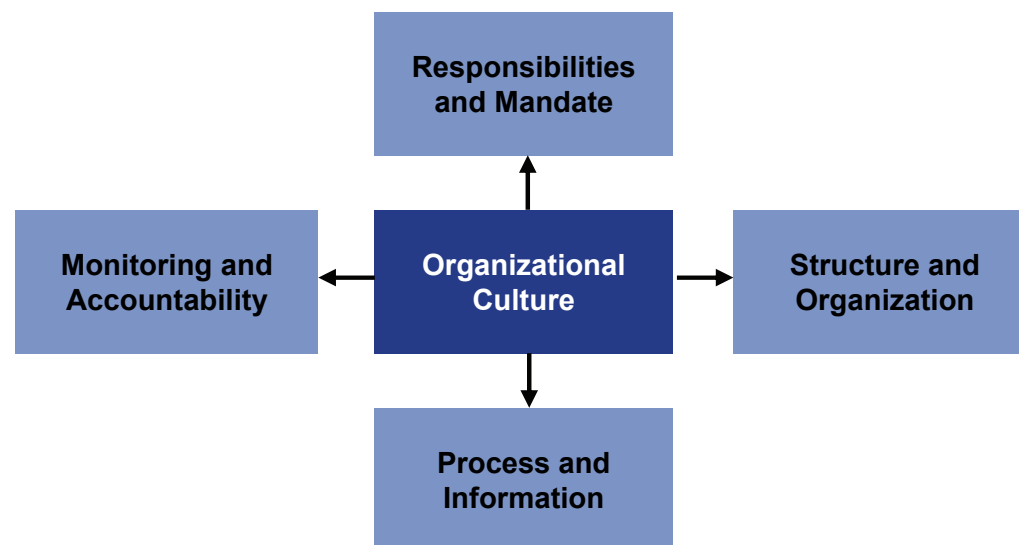 Responsibilities
and Mandate
Monitoring and
Accountability
Organizational
Culture
Structure and
Organization
Process and
Information